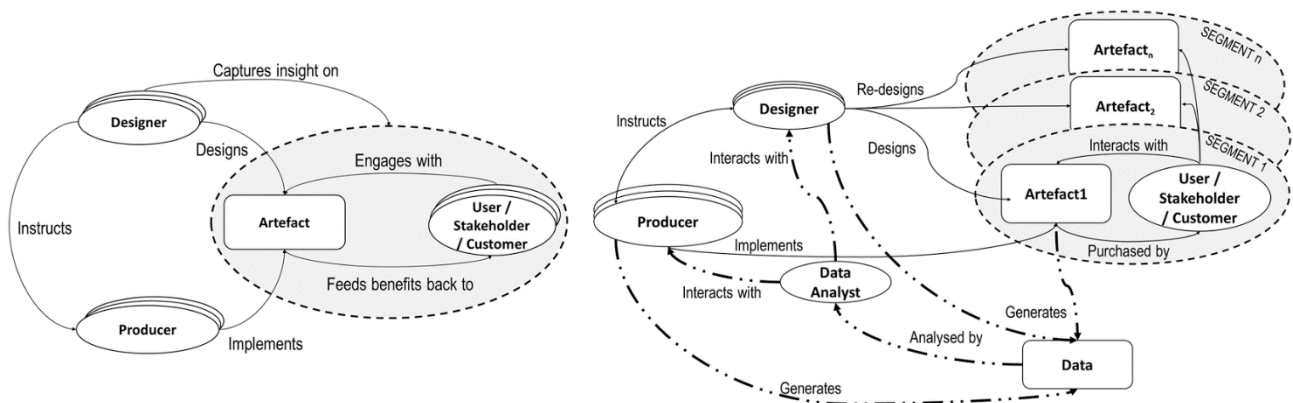 Captures insight on
Designer
Designs
Engages with
Artefact
User /
Stakeholder
/ Customer
Instructs
Feeds benefits back to
Producer
Implements
SEGMENT n
Artefactn
Re-designs
SEGMENT 2
Designer
Artefact2
Instructs
Designs
SEGMENT 1
Interacts with
Interacts with
Artefact1
User /
Stakeholder
/ Customer
Producer
Implements
Purchased by
Data
Analyst
Interacts with
Generates
Analysed by
Data
Generates